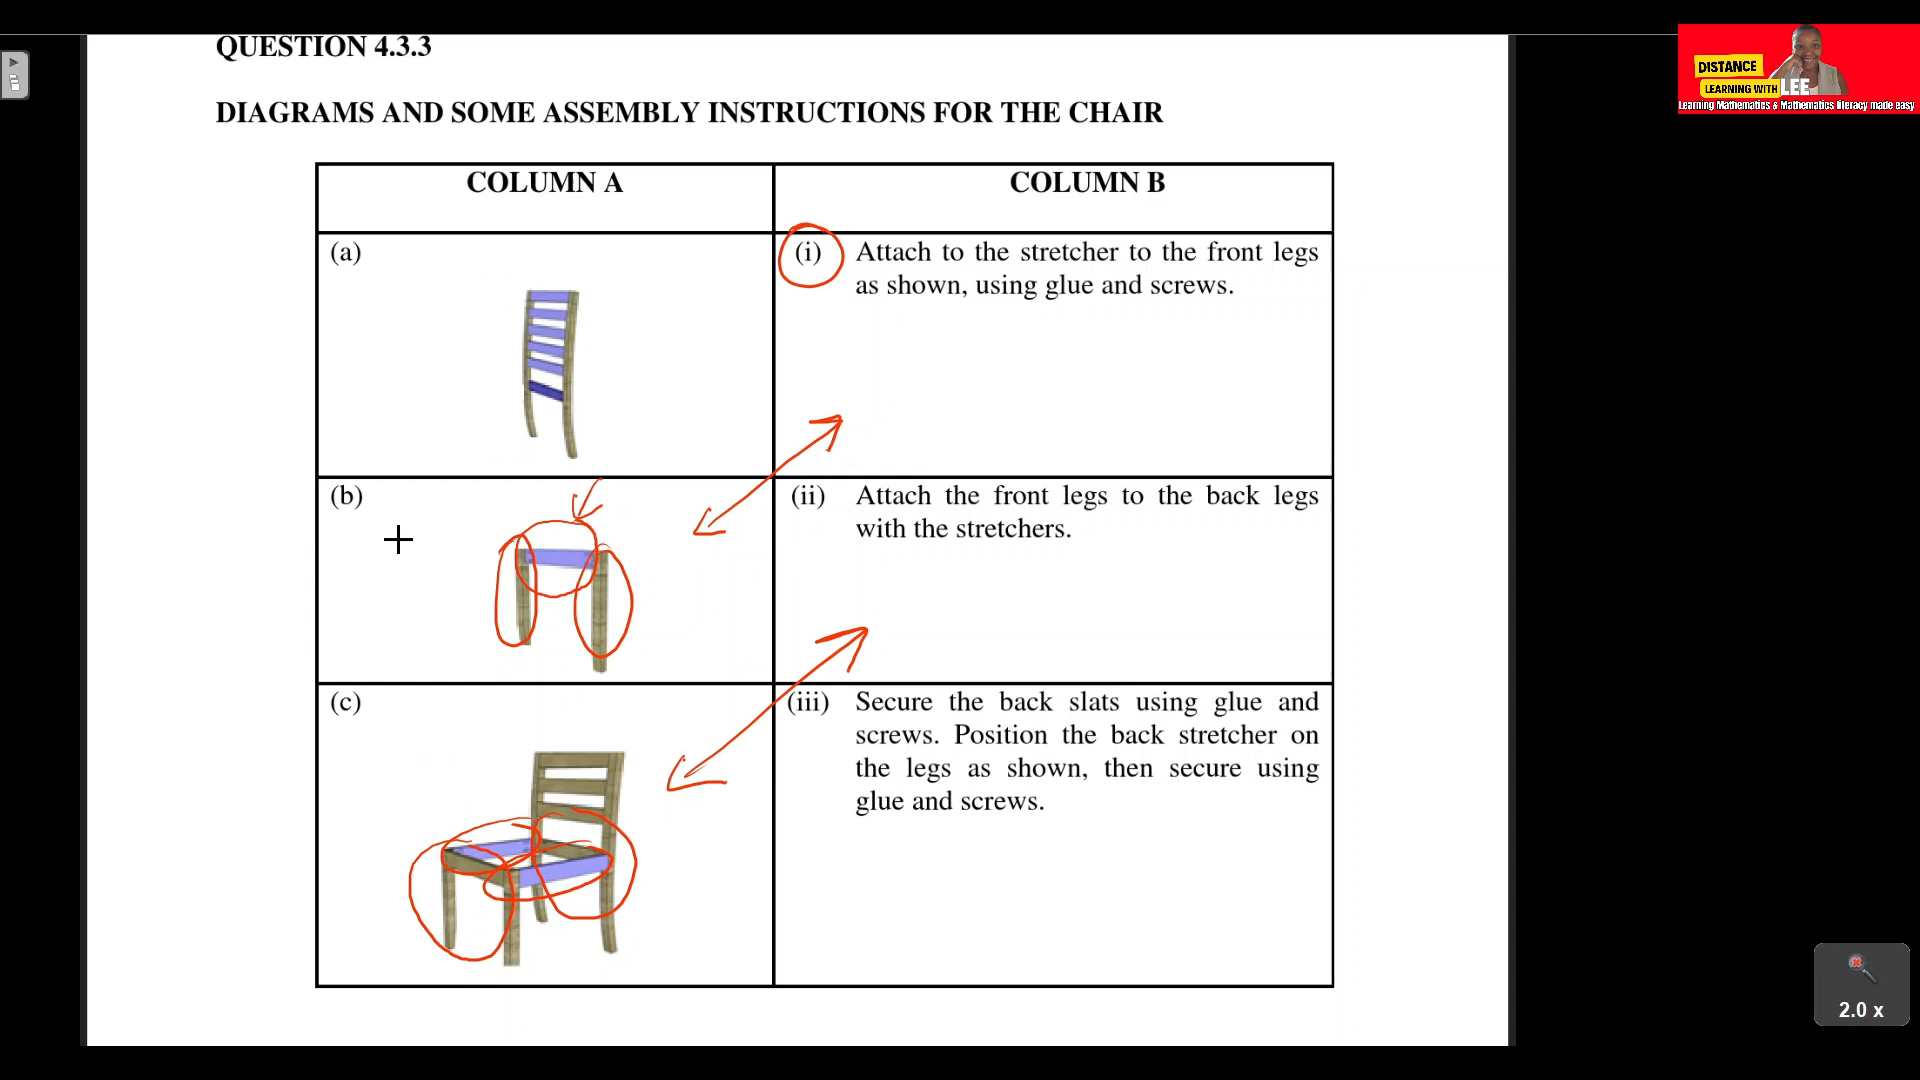 QUESTION 4.3.3
DISTANCE
LEARNING WITH LEE
Learning Mathematics & Mathematics literacy made easy
DIAGRAMS AND SOME ASSEMBLY INSTRUCTIONS FOR THE CHAIR
COLUMN A
COLUMN B
(a)
(i) Attach to the stretcher to the front legs
as shown, using glue and screws.
(b)
(ii) Attach the front legs to the back legs
with the stretchers.
(c)
(iii) Secure the back slats using glue and
screws. Position the back stretcher on
the legs as shown, then secure using
glue and screws.
2.0 x